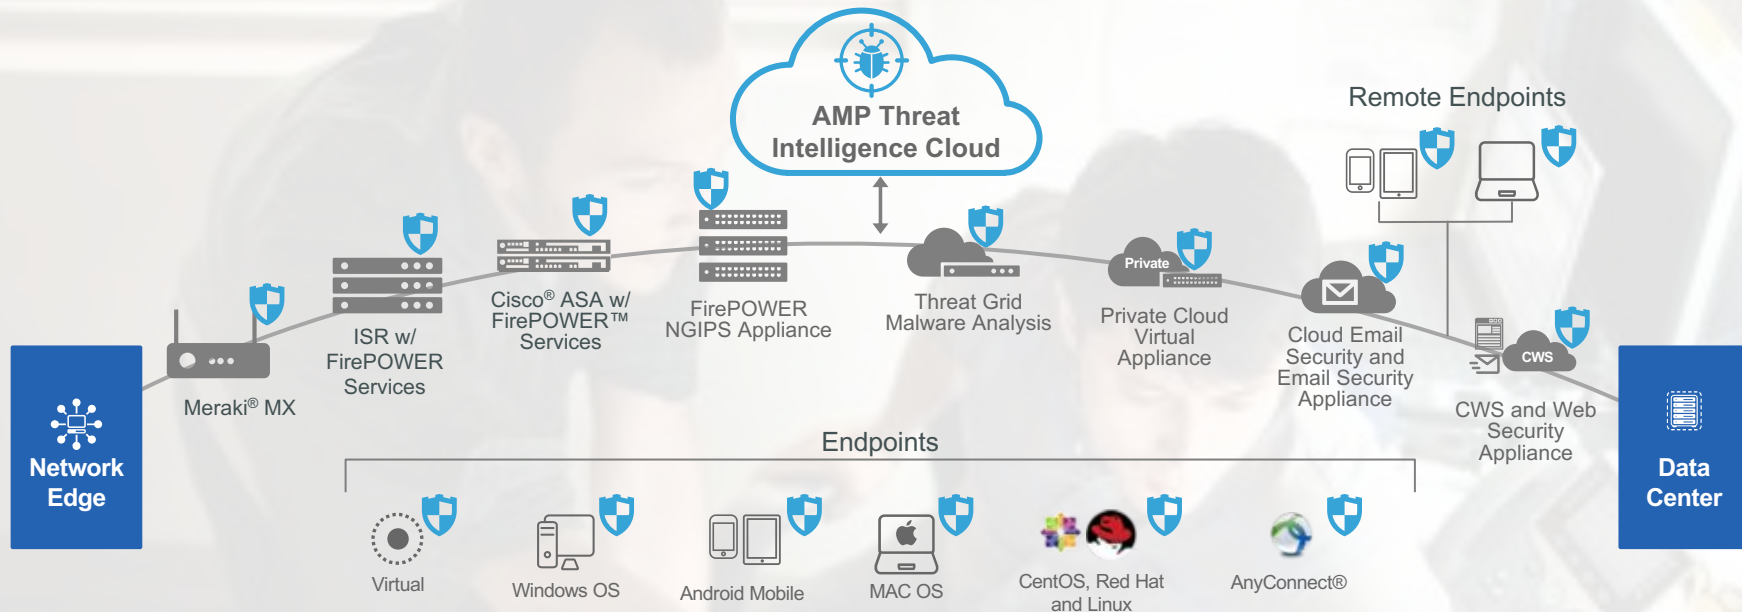 AMP Threat
Intelligence Cloud
Remote Endpoints
Meraki® MX
ISR w/
FirePOWER
Services
Cisco® ASA w/
FirePOWER™
Services
FirePOWER
NGIPS Appliance
Threat Grid
Malware Analysis
Private
Private Cloud
Virtual
Appliance
Cloud Email
Security and
Email Security
Appliance
CWS
CWS and Web
Security
Appliance
Network
Edge
Data
Center
Endpoints
Virtual
Windows OS
Android Mobile
MAC OS
CentOS, Red Hat
and Linux
AnyConnect®